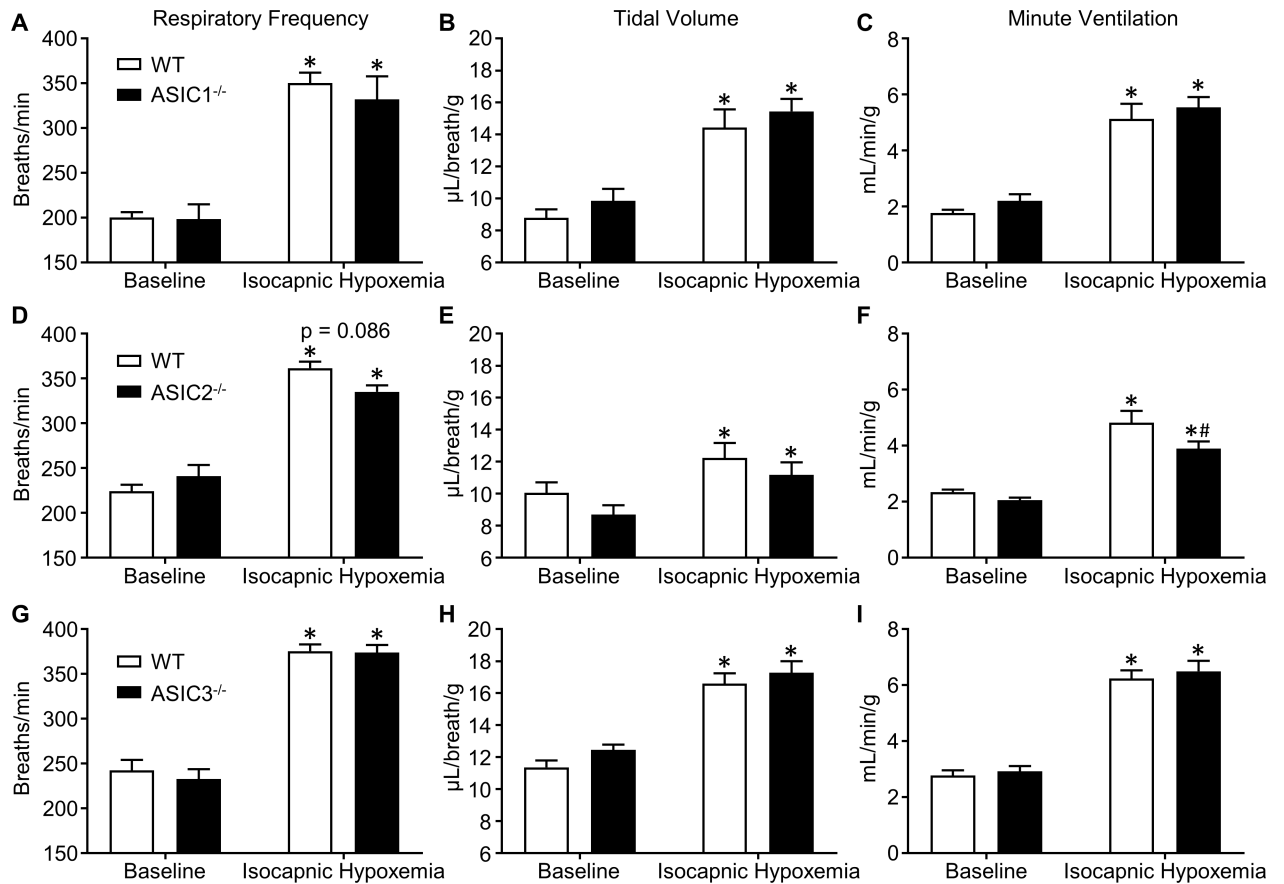 A Respiratory Frequency
400
350
300
250
200
150
Breaths/min
WT
ASIC1-/-
* *
Baseline Isocapnic Hypoxemia
B Tidal Volume
20
18
16
14
12
10
8
6
µL/breath/g
* *
Baseline Isocapnic Hypoxemia
C Minute Ventilation
8
6
4
2
0
mL/min/g
* *
Baseline Isocapnic Hypoxemia
D
400
350
300
250
200
150
Breaths/min
WT
ASIC2-/-
p = 0.086
* *
Baseline Isocapnic Hypoxemia
E
20
18
16
14
12
10
8
6
µL/breath/g
* *
Baseline Isocapnic Hypoxemia
F
8
6
4
2
0
mL/min/g
* *#
Baseline Isocapnic Hypoxemia
G
400
350
300
250
200
150
Breaths/min
WT
ASIC3-/-
* *
Baseline Isocapnic Hypoxemia
H
20
18
16
14
12
10
8
6
µL/breath/g
* *
Baseline Isocapnic Hypoxemia
I
8
6
4
2
0
mL/min/g
* *
Baseline Isocapnic Hypoxemia